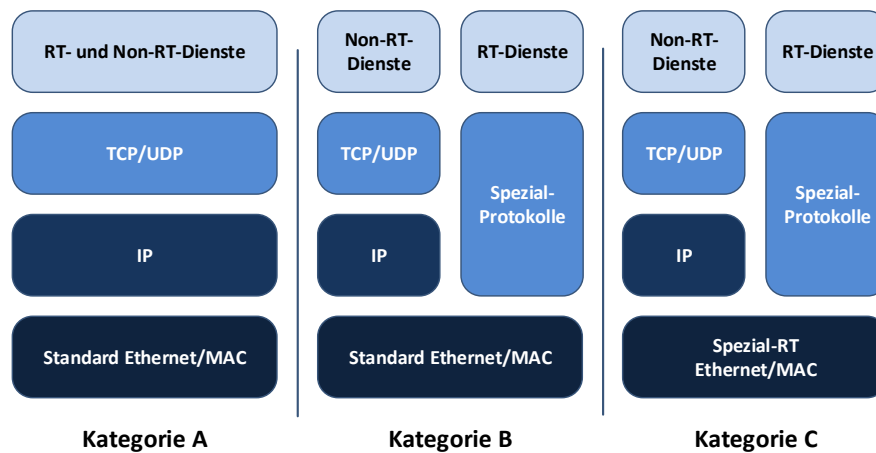 RT- und Non-RT-Dienste
TCP/UDP
IP
Standard Ethernet/MAC
Kategorie A
Non-RT-
Dienste
RT-Dienste
TCP/UDP
Spezial-
Protokolle
IP
Standard Ethernet/MAC
Kategorie B
Non-RT-
Dienste
RT-Dienste
TCP/UDP
Spezial-
Protokolle
IP
Spezial-RT
Ethernet/MAC
Kategorie C